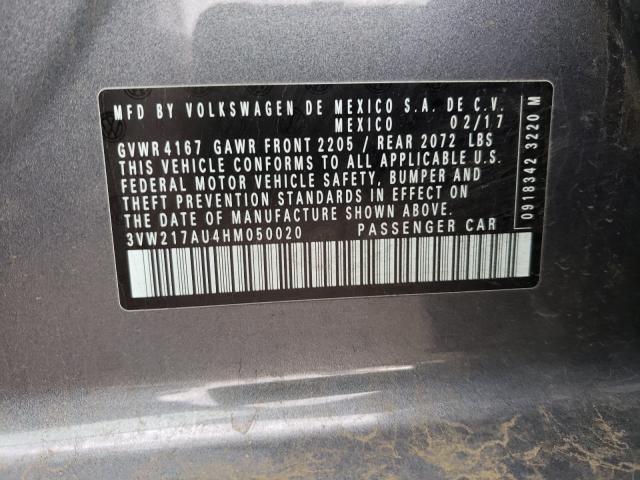 MFD BY VOLKSWAGEN DE MEXICO S.A. DE C.V.
MEXICO 02/17
GVWR 4167 GAWR FRONT 2205 / REAR 2072 LBS
THIS VEHICLE CONFORMS TO ALL APPLICABLE U.S.
FEDERAL MOTOR VEHICLE SAFETY, BUMPER AND
THEFT PREVENTION STANDARDS IN EFFECT ON
THE DATE OF MANUFACTURE SHOWN ABOVE.
3VW217AU4HM050020 PASSENGER CAR
0918342 3220 M